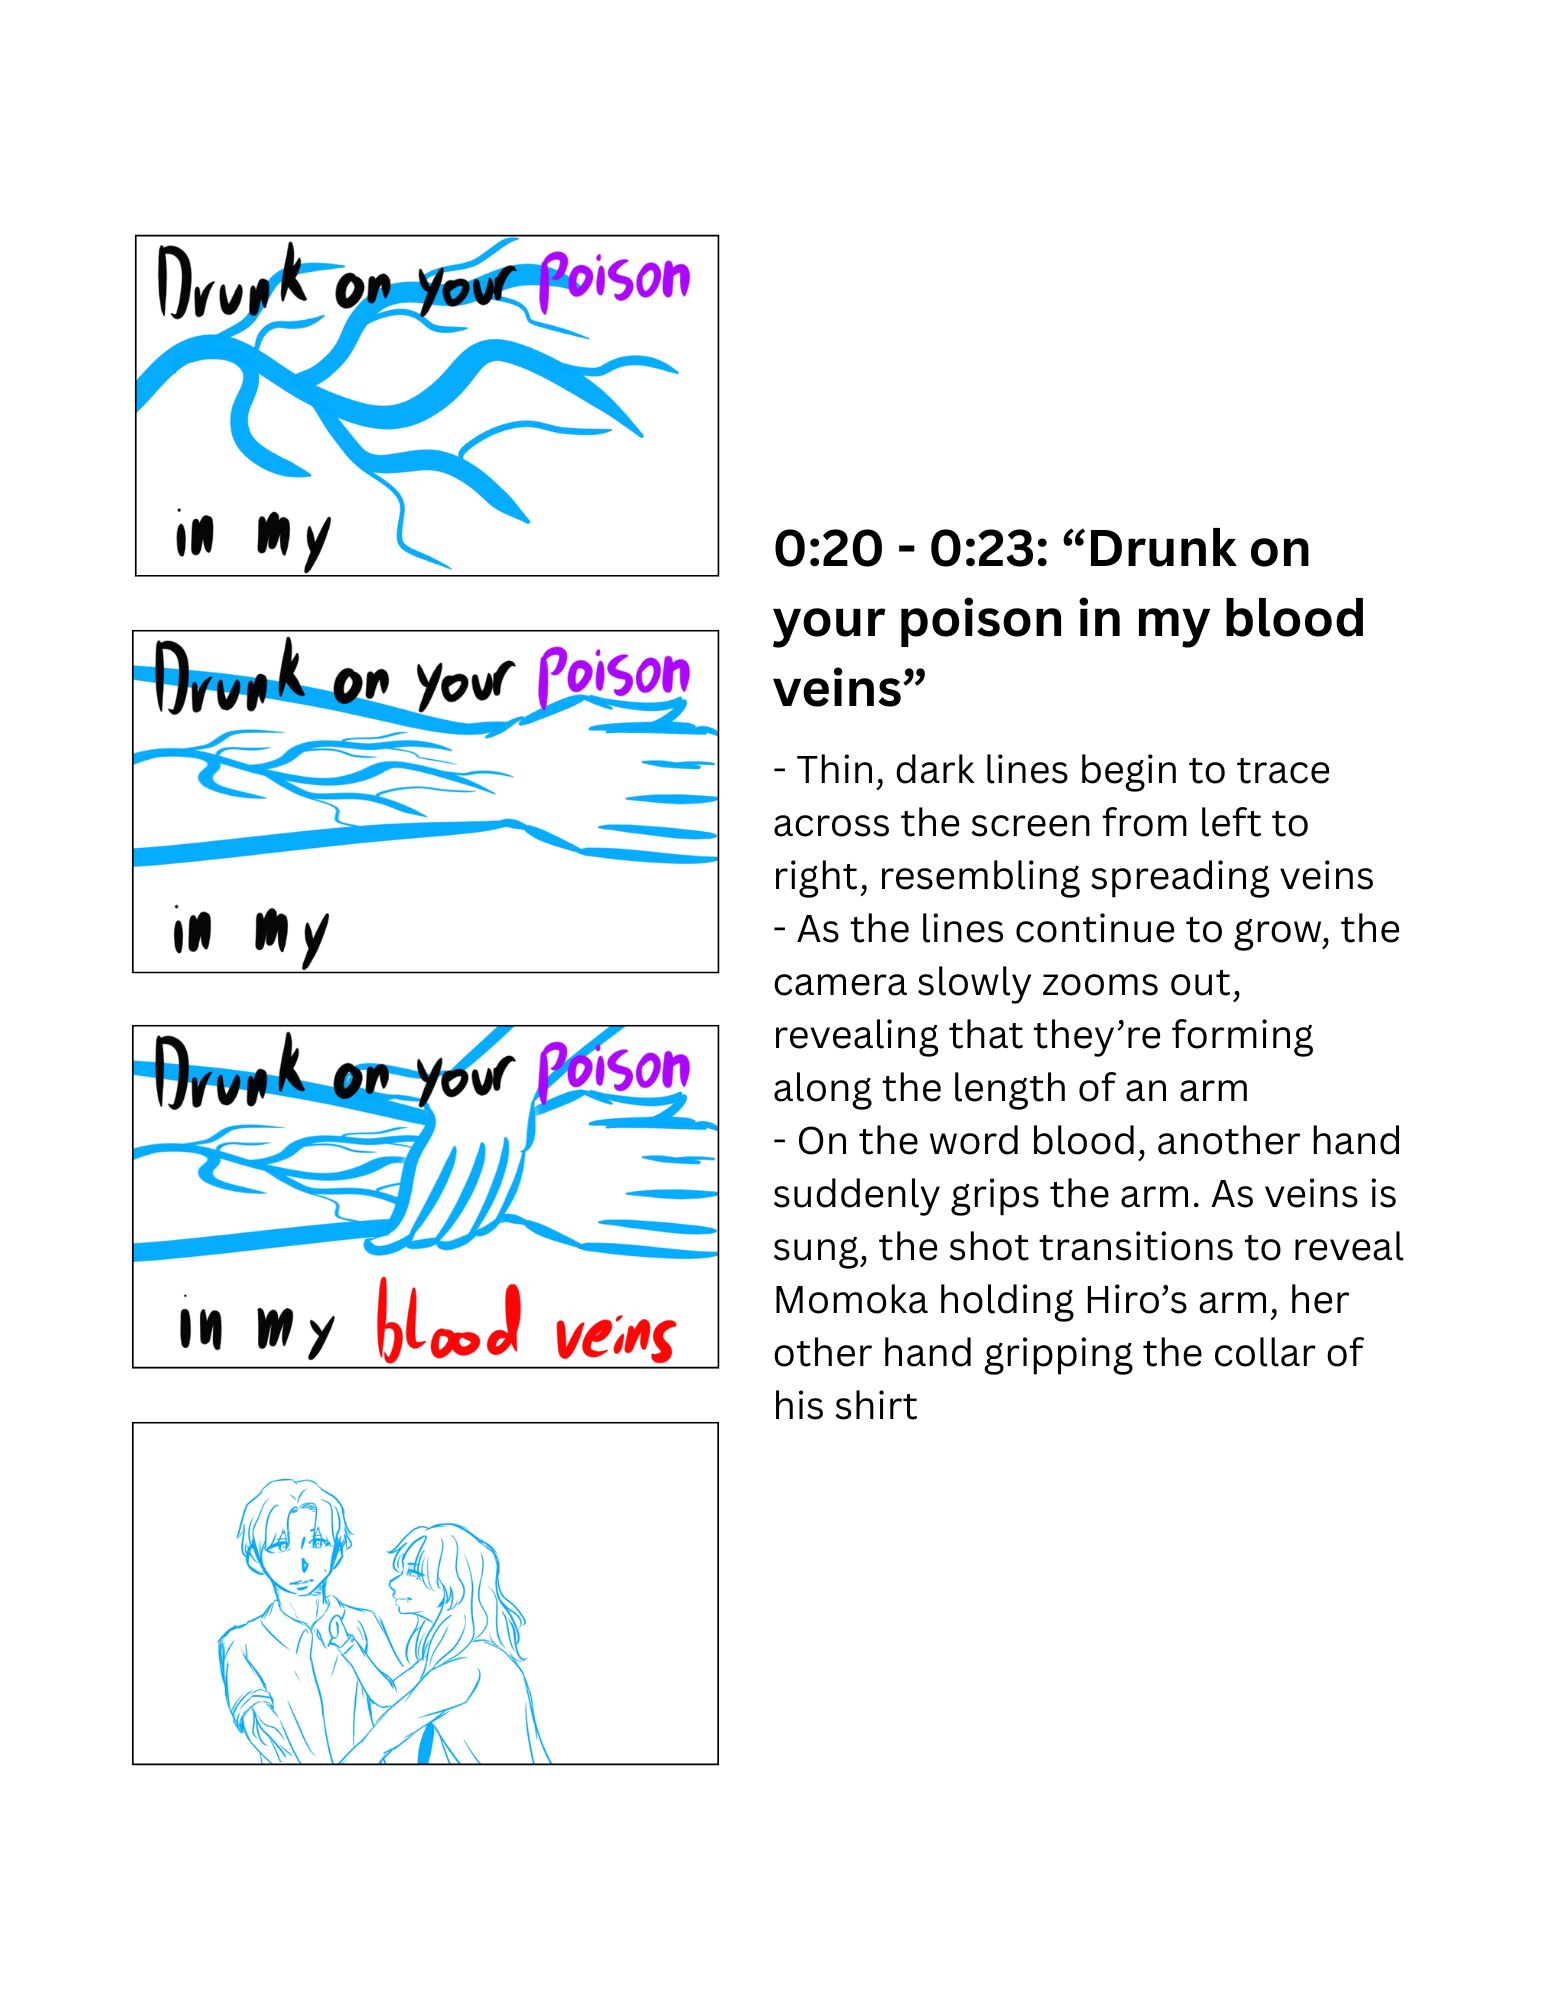 Drunk on your Poison
in my
Drunk on your Poison
in my
Drunk on your Poison
in my blood veins
0:20 - 0:23: “Drunk on
your poison in my blood
veins”
- Thin, dark lines begin to trace
across the screen from left to
right, resembling spreading veins
- As the lines continue to grow, the
camera slowly zooms out,
revealing that they’re forming
along the length of an arm
- On the word blood, another hand
suddenly grips the arm. As veins is
sung, the shot transitions to reveal
Momoka holding Hiro’s arm, her
other hand gripping the collar of
his shirt